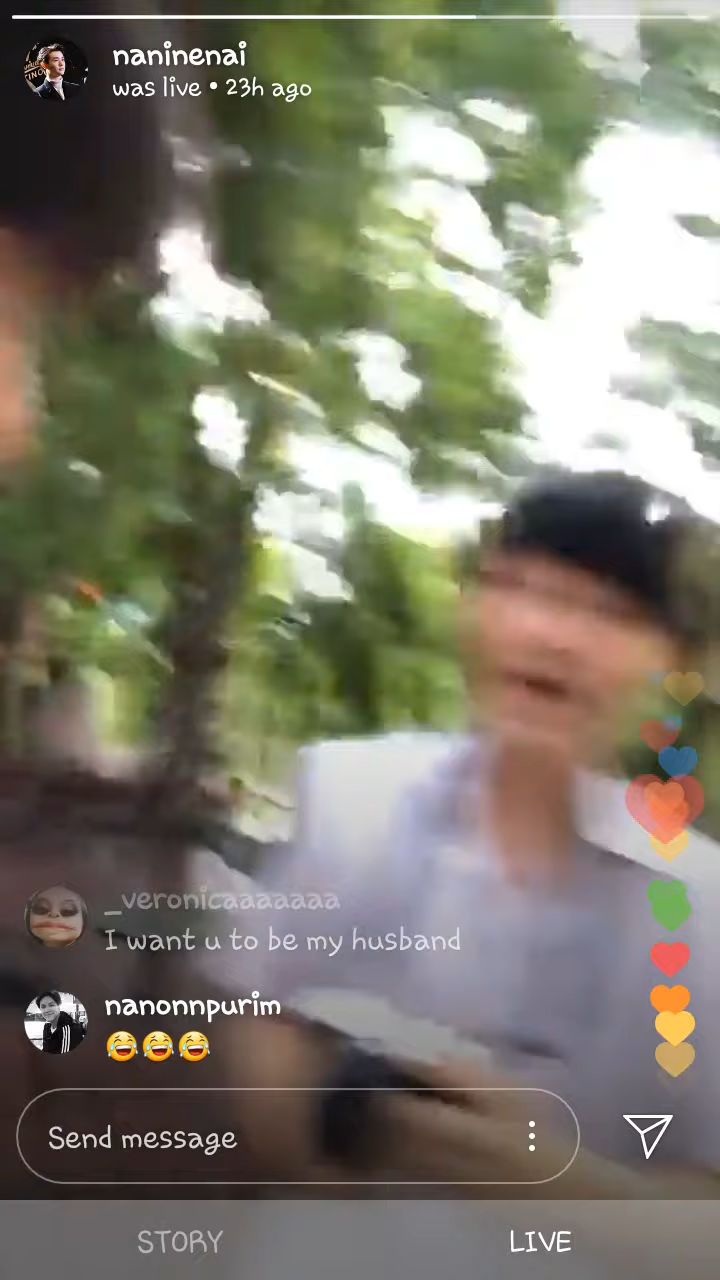 naninenai
was live • 23h ago
_veronicaaaaaaa
I want u to be my husband
nanonnpurim
😂😂😂
Send message
STORY
LIVE